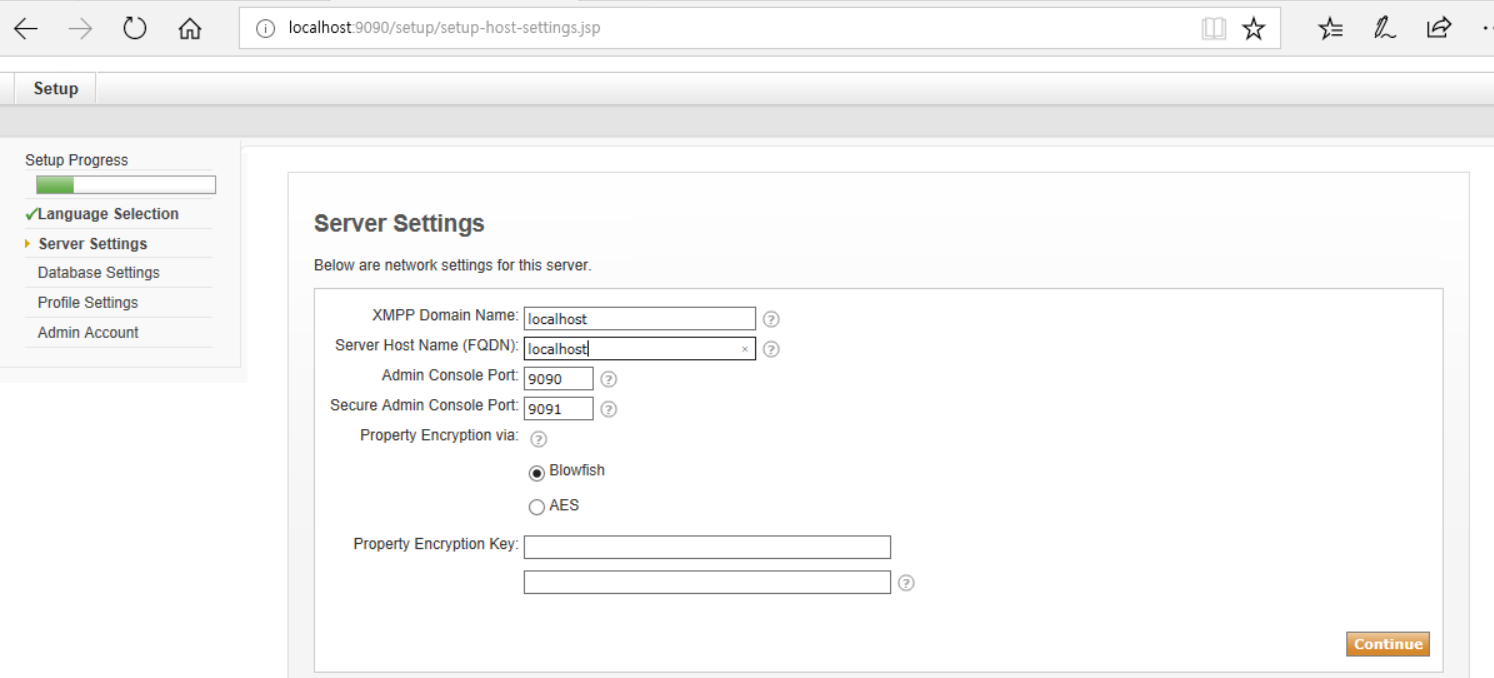 localhost:9090/setup/setup-host-settings.jsp
Setup
Setup Progress
Language Selection
Server Settings
Database Settings
Profile Settings
Admin Account
Server Settings
Below are network settings for this server.
XMPP Domain Name: localhost
Server Host Name (FQDN): localhost
Admin Console Port: 9090
Secure Admin Console Port: 9091
Property Encryption via:
Blowfish
AES
Property Encryption Key:
Continue